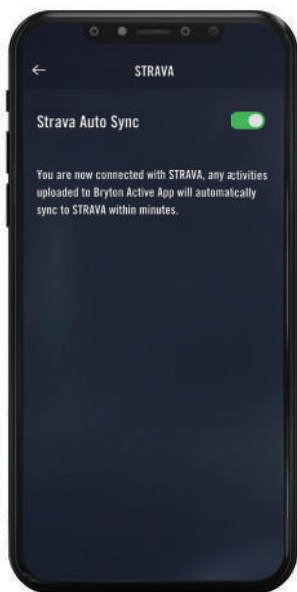 STRAVA
Strava Auto Sync
You are now connected with STRAVA, any activities
uploaded to Bryton Active App will automatically
sync to STRAVA within minutes.